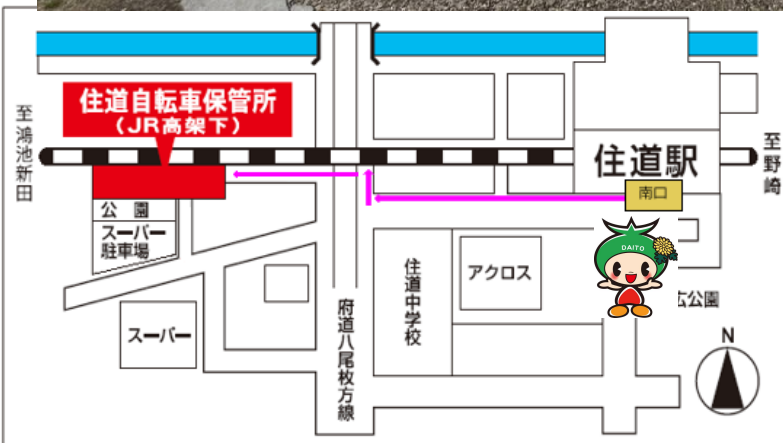 住道自転車保管所
（JR高架下）
至鴻池新田
住道駅
至野崎
南口
公園
スーパー
駐車場
DAITO
住道中学校
アクロス
広公園
府道八尾枚方線
スーパー
N